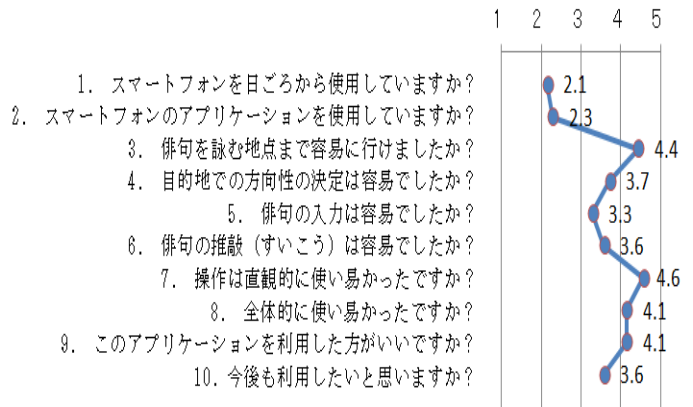 1 2 3 4 5
1. スマートフォンを日ごろから使用していますか？ 2.1
2. スマートフォンのアプリケーションを使用していますか？ 2.3
3. 俳句を詠む地点まで容易に行けましたか？ 4.4
4. 目的地での方向性の決定は容易でしたか？ 3.7
5. 俳句の入力は容易でしたか？ 3.3
6. 俳句の推敲（すいこう）は容易でしたか？ 3.6
7. 操作は直観的に使い易かったですか？ 4.6
8. 全体的に使い易かったですか？ 4.1
9. このアプリケーションを利用した方がいいですか？ 4.1
10. 今後も利用したいと思いますか？ 3.6